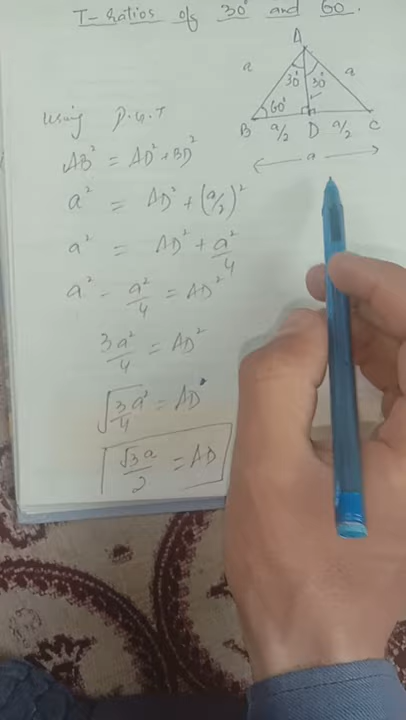 T-ratios of 30° and 60°.
A
a 30° 30° a
60°
B a/2 D a/2 C
a
using P.G.T
AB² = AD² + BD²
a² = AD² + (a/2)²
a² = AD² + a²/4
a² - a²/4 = AD²
3a²/4 = AD²
√3/4 a² = AD
√3a/2 = AD